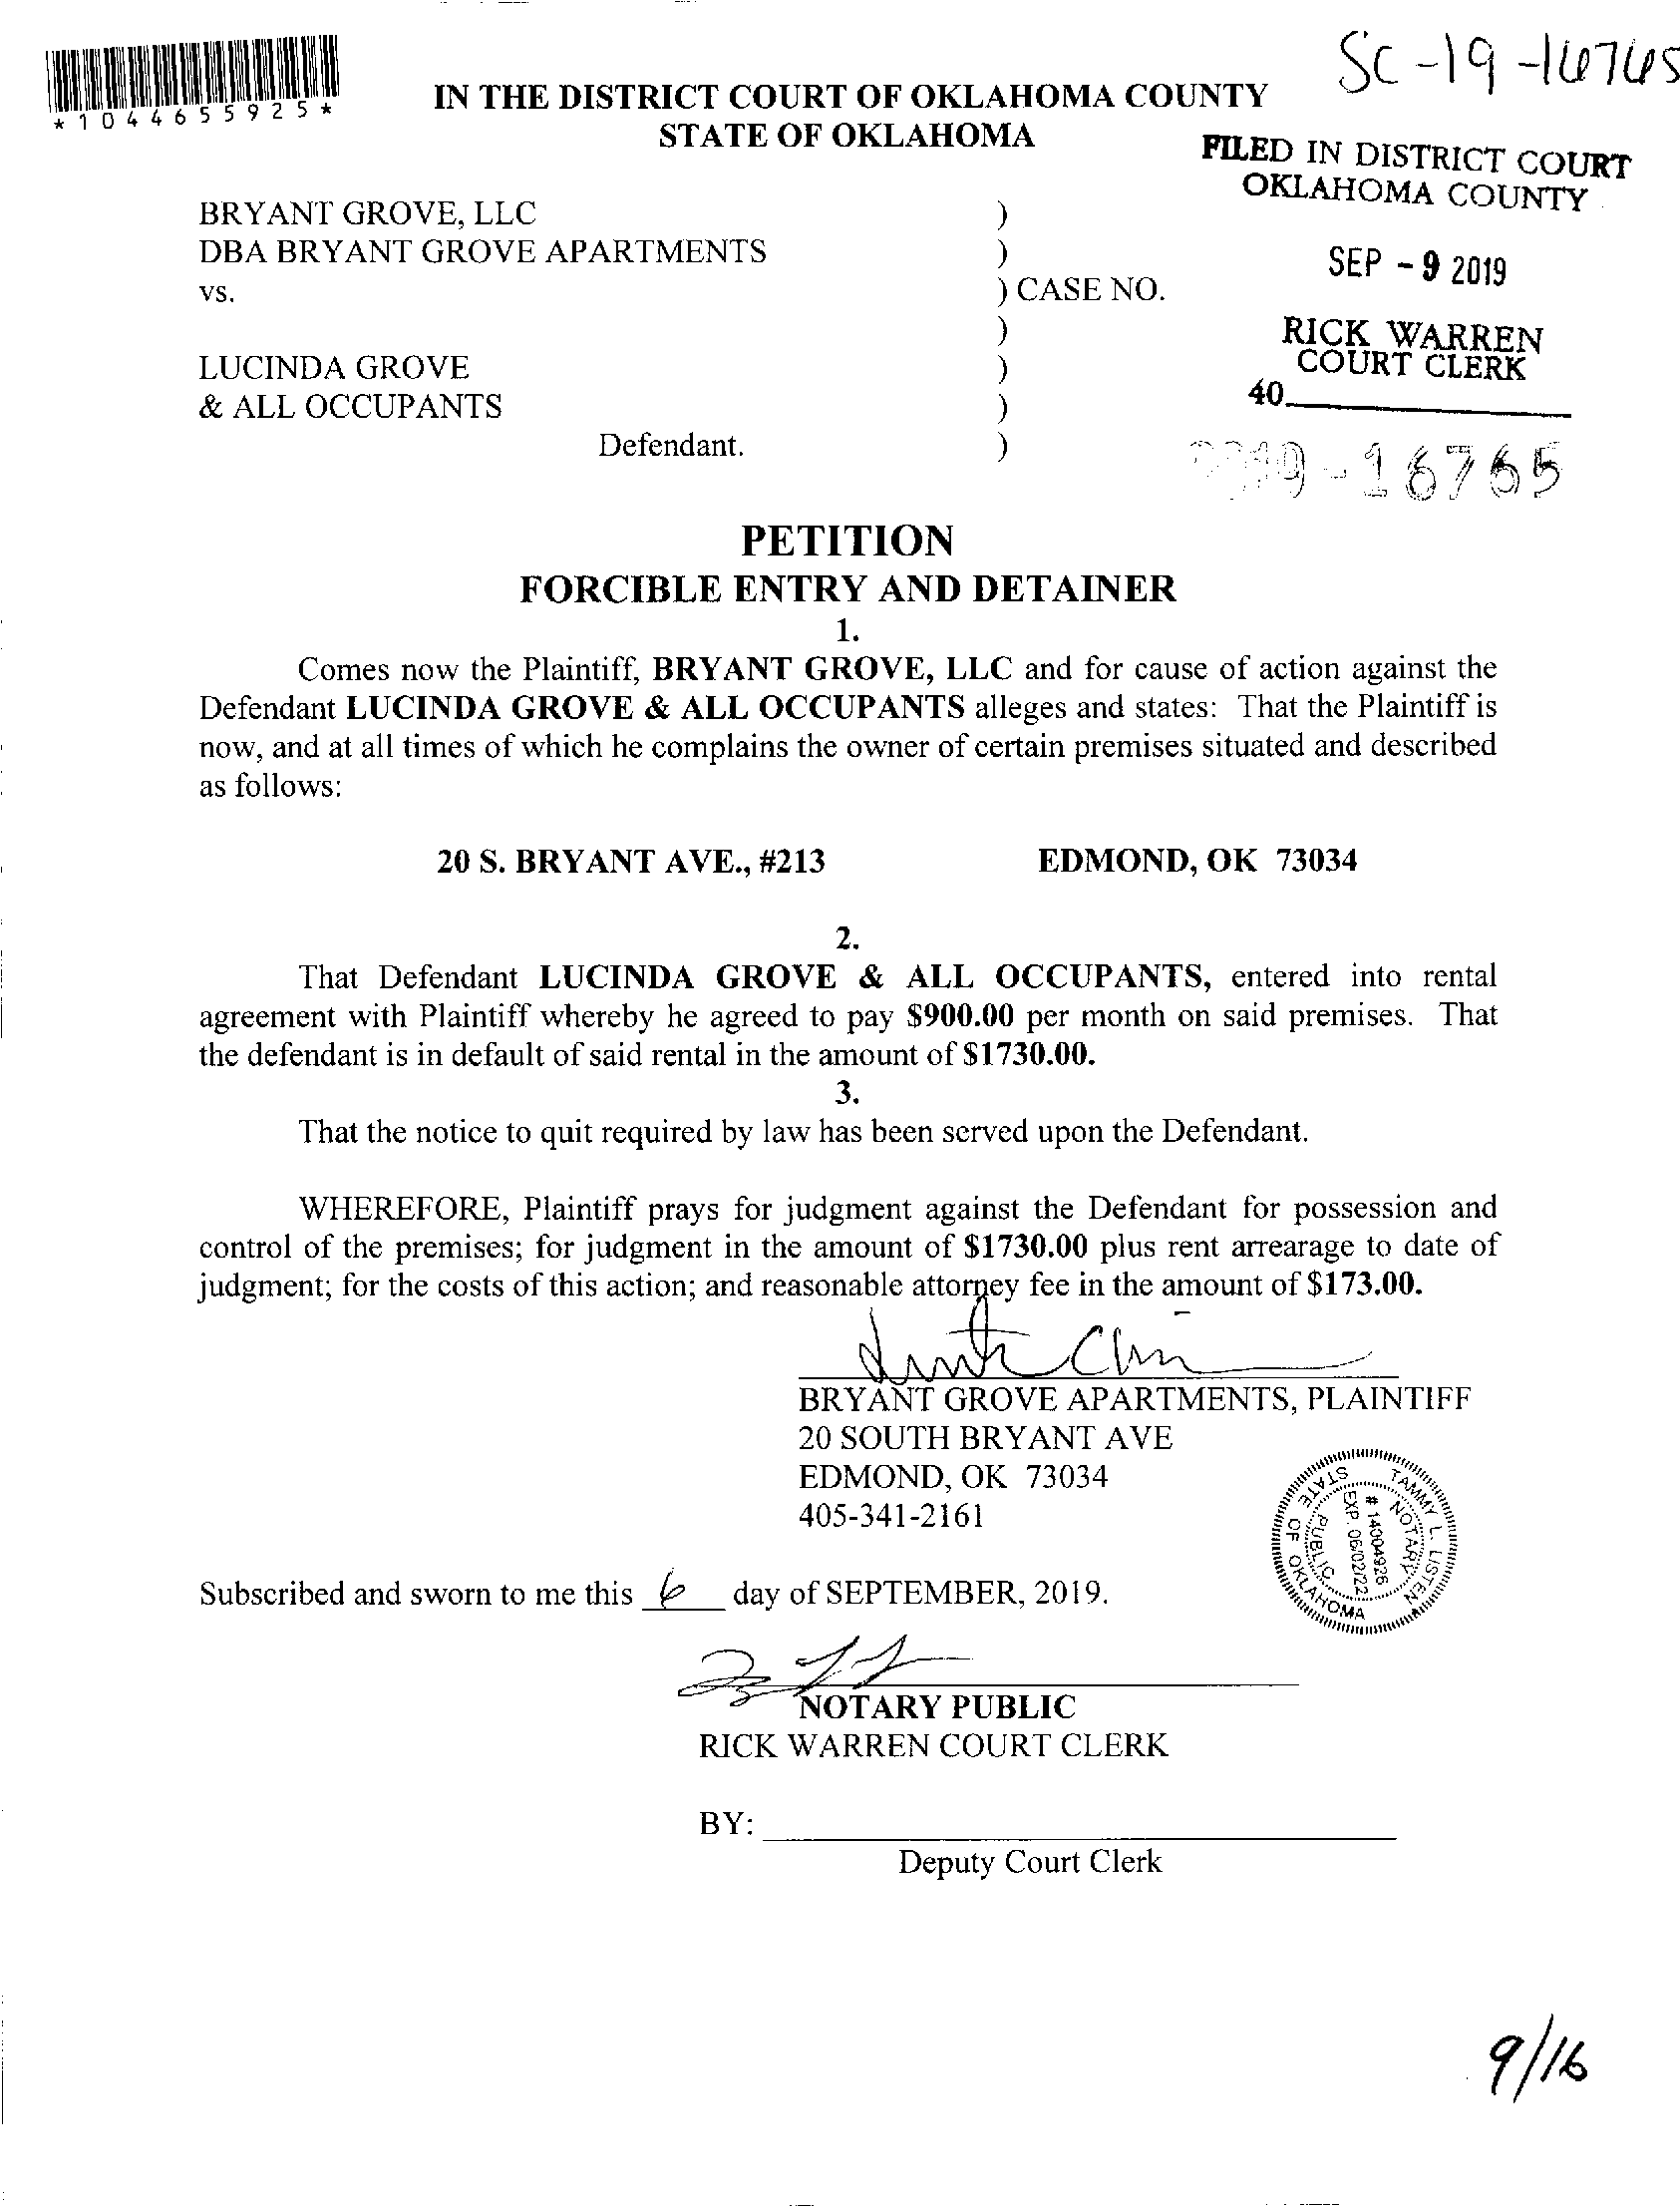 SC-19-16765
*1044655925*
IN THE DISTRICT COURT OF OKLAHOMA COUNTY
STATE OF OKLAHOMA
FILED IN DISTRICT COURT
OKLAHOMA COUNTY
SEP - 9 2019
RICK WARREN
COURT CLERK
40
19-16765
BRYANT GROVE, LLC )
DBA BRYANT GROVE APARTMENTS )
vs. ) CASE NO.
)
LUCINDA GROVE )
& ALL OCCUPANTS )
Defendant. )
PETITION
FORCIBLE ENTRY AND DETAINER
1.
Comes now the Plaintiff, BRYANT GROVE, LLC and for cause of action against the
Defendant LUCINDA GROVE & ALL OCCUPANTS alleges and states: That the Plaintiff is
now, and at all times of which he complains the owner of certain premises situated and described
as follows:
20 S. BRYANT AVE., #213 EDMOND, OK 73034
2.
That Defendant LUCINDA GROVE & ALL OCCUPANTS, entered into rental
agreement with Plaintiff whereby he agreed to pay $900.00 per month on said premises. That
the defendant is in default of said rental in the amount of $1730.00.
3.
That the notice to quit required by law has been served upon the Defendant.
WHEREFORE, Plaintiff prays for judgment against the Defendant for possession and
control of the premises; for judgment in the amount of $1730.00 plus rent arrearage to date of
judgment; for the costs of this action; and reasonable attorney fee in the amount of $173.00.
BRYANT GROVE APARTMENTS, PLAINTIFF
20 SOUTH BRYANT AVE
EDMOND, OK 73034
405-341-2161
TAMMY L. LISTEN
NOTARY PUBLIC
# 14004926
EXP. 06/02/22
STATE OF OKLAHOMA
Subscribed and sworn to me this 6 day of SEPTEMBER, 2019.
NOTARY PUBLIC
RICK WARREN COURT CLERK
BY:
Deputy Court Clerk
9/16